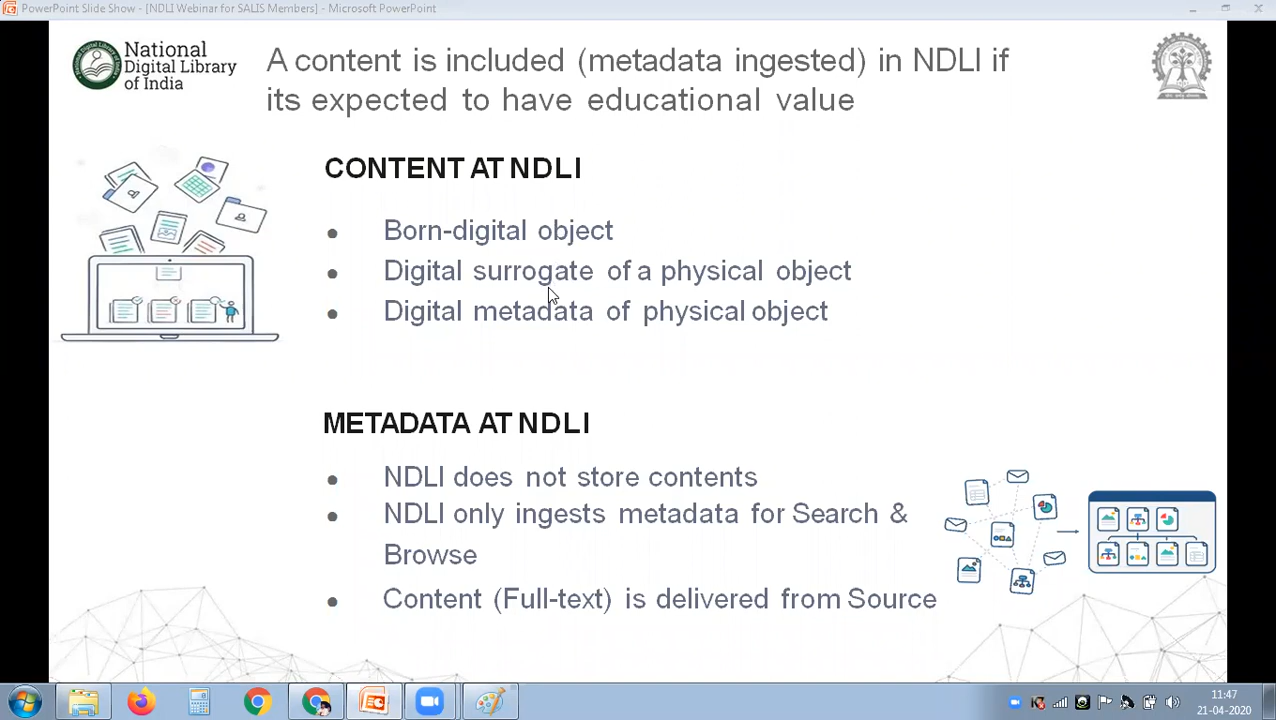 PowerPoint Slide Show - [NDLI Webinar for SALIS Members] - Microsoft PowerPoint
National
Digital Library
of India
A content is included (metadata ingested) in NDLI if
its expected to have educational value
CONTENT AT NDLI
• Born-digital object
• Digital surrogate of a physical object
• Digital metadata of physical object
METADATA AT NDLI
• NDLI does not store contents
• NDLI only ingests metadata for Search &
Browse
• Content (Full-text) is delivered from Source
11:47
21-04-2020